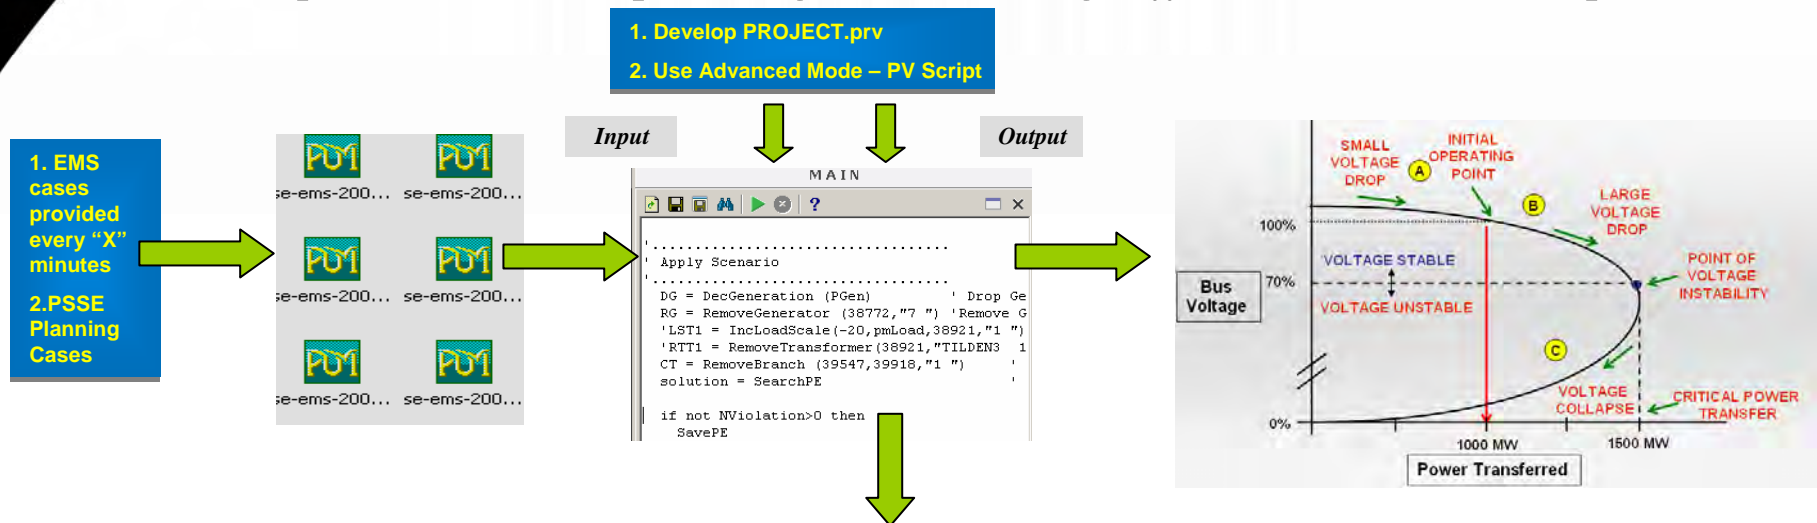 1. Develop PROJECT.prv
2. Use Advanced Mode – PV Script
1. EMS
cases
provided
every “X”
minutes
2.PSSE
Planning
Cases
se-ems-200...
se-ems-200...
se-ems-200...
se-ems-200...
se-ems-200...
se-ems-200...
Input
Output
MAIN
'...................................
' Apply Scenario
'...................................
DG = DecGeneration (PGen) ' Drop Ge
RG = RemoveGenerator (38772,"7 ") 'Remove G
'LST1 = IncLoadScale(-20,pmLoad,38921,"1 ")
'RTT1 = RemoveTransformer(38921,"TILDEN3 1
CT = RemoveBranch (39547,39918,"1 ") '
solution = SearchPE '
if not NViolation>0 then
SavePE
SMALL
VOLTAGE
DROP
A
INITIAL
OPERATING
POINT
B
LARGE
VOLTAGE
DROP
100%
VOLTAGE STABLE
70%
VOLTAGE UNSTABLE
POINT OF
VOLTAGE
INSTABILITY
Bus
Voltage
C
VOLTAGE
COLLAPSE
CRITICAL POWER
TRANSFER
0%
1000 MW
1500 MW
Power Transferred